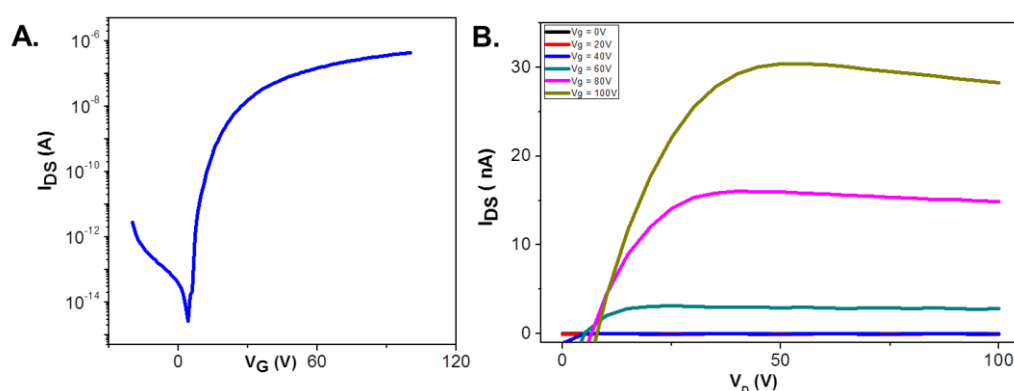 A.
I_DS (A)
10^-6
10^-8
10^-10
10^-12
10^-14
0
60
120
V_G (V)
B.
Vg = 0V
Vg = 20V
Vg = 40V
Vg = 60V
Vg = 80V
Vg = 100V
I_DS ( nA)
30
20
10
0
0
50
100
V_D (V)